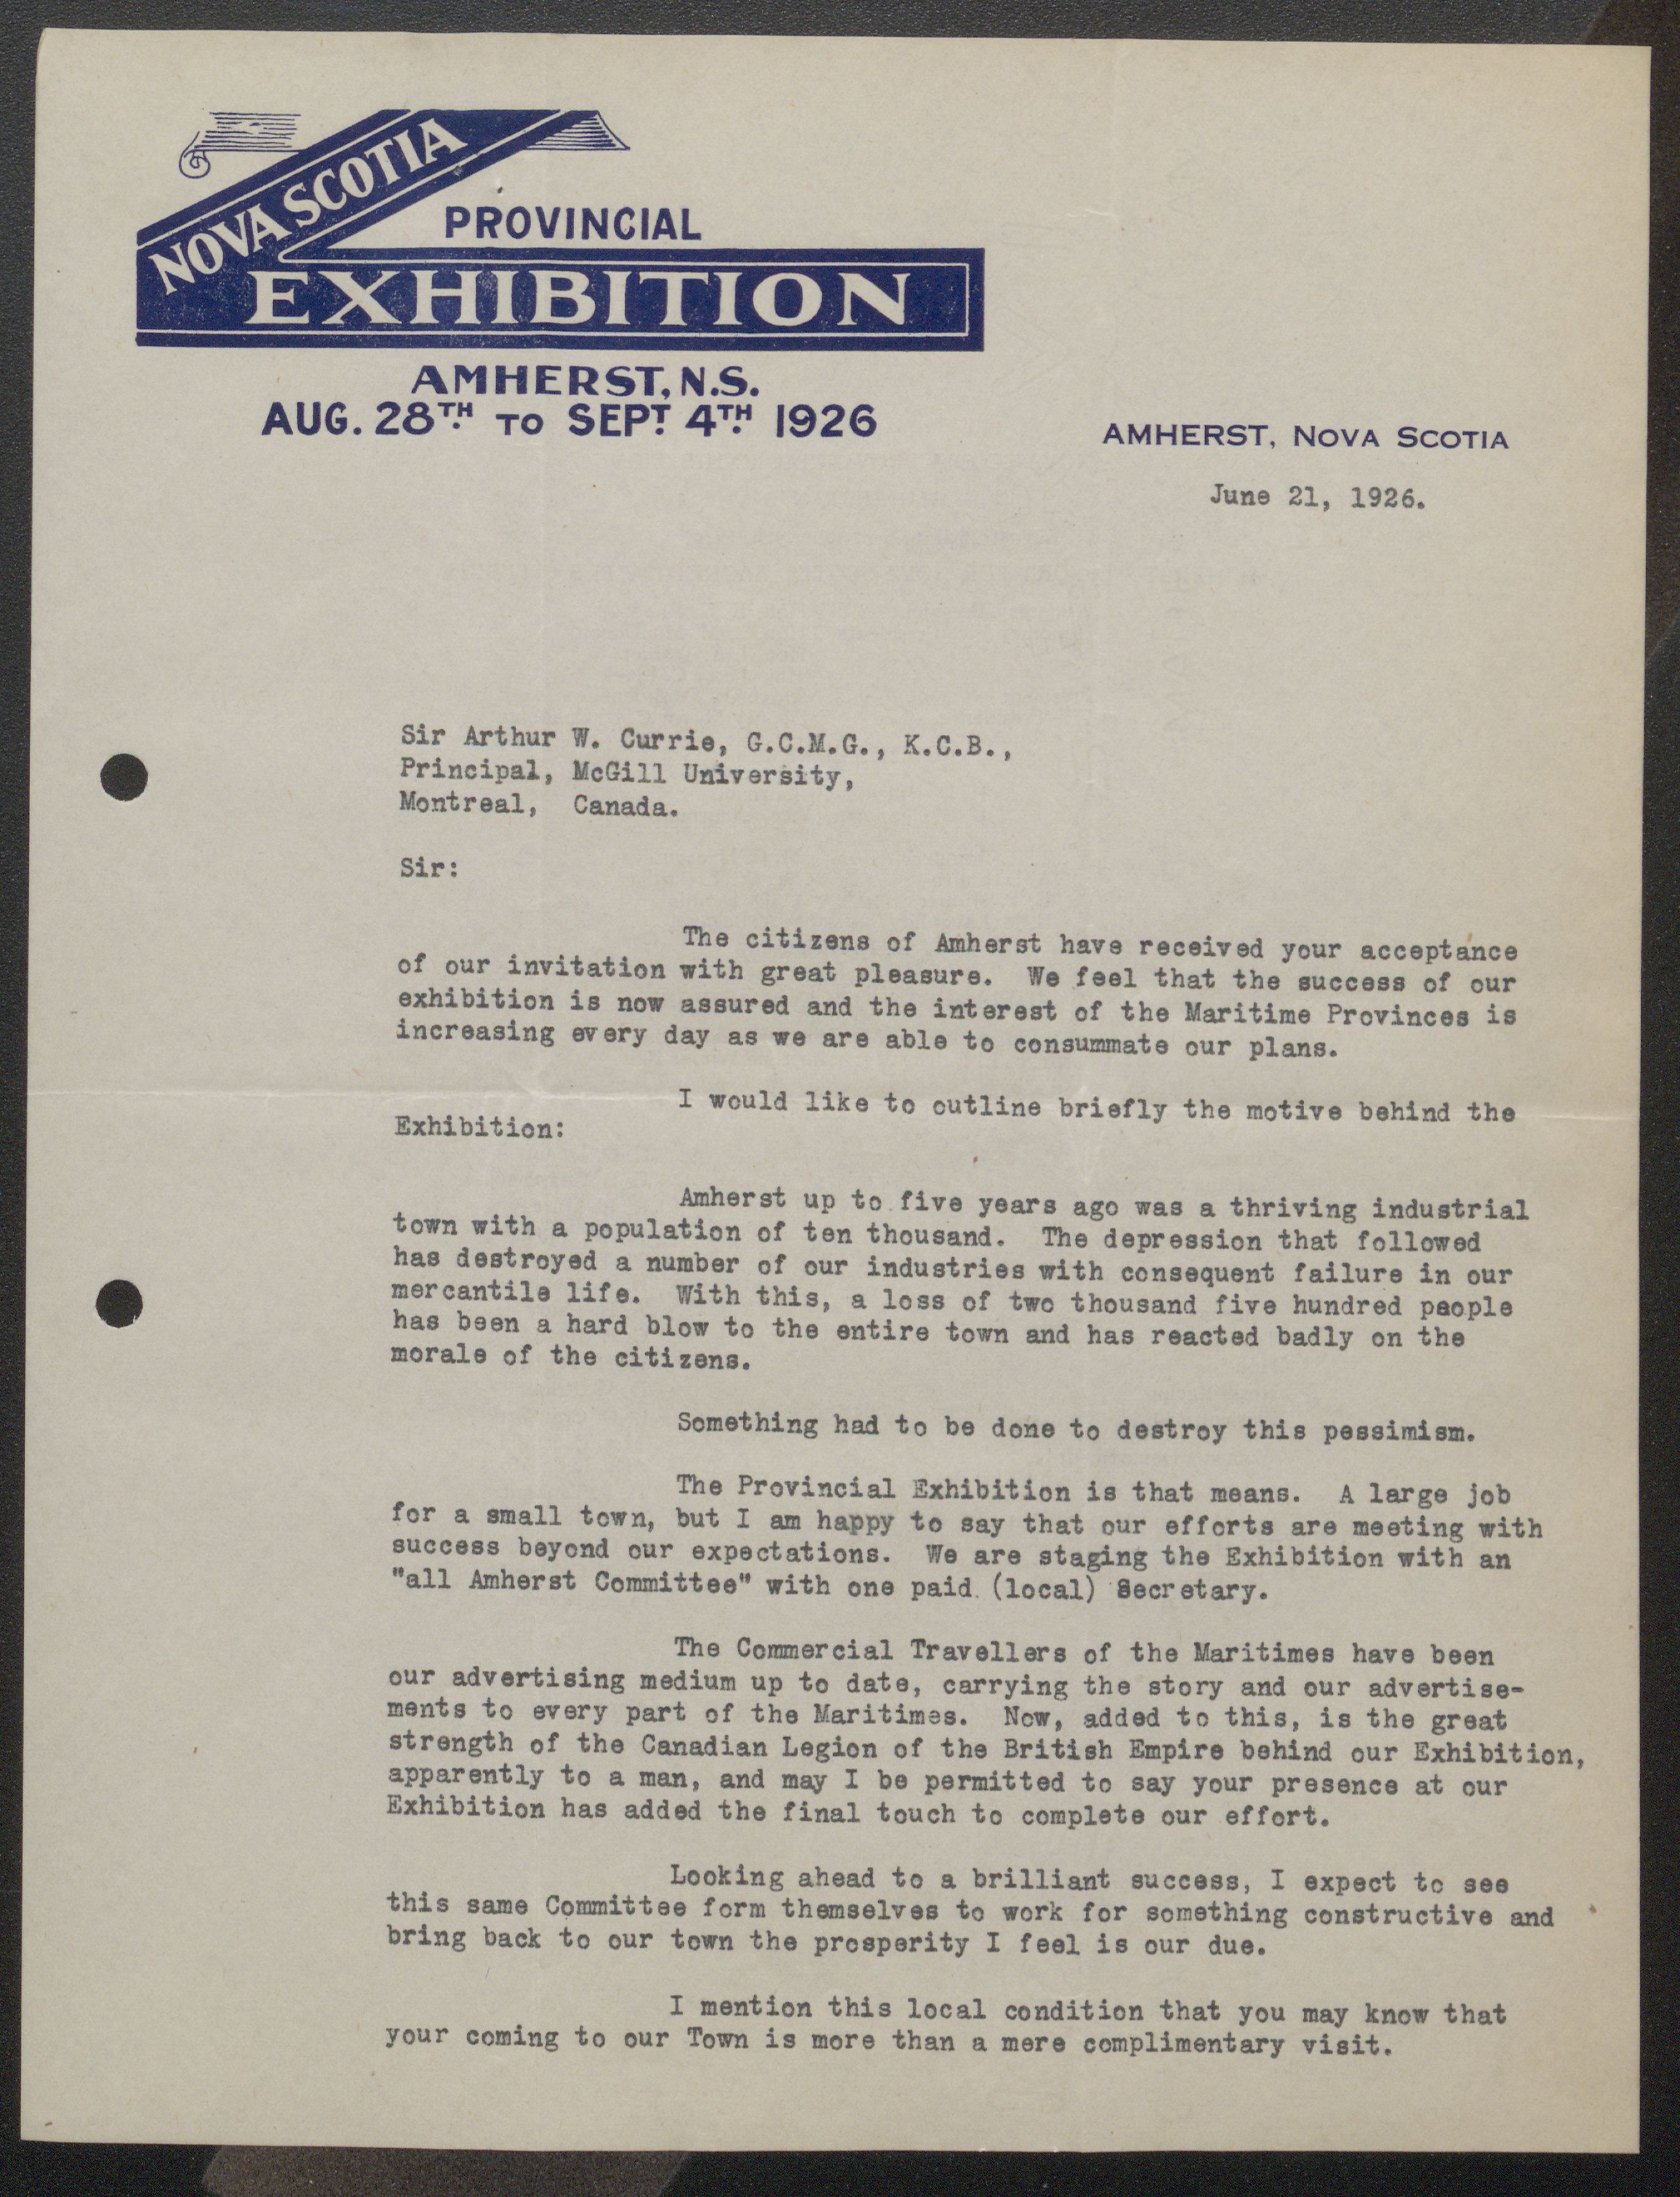 NOVA SCOTIA
PROVINCIAL
EXHIBITION
AMHERST, N.S.
AUG. 28TH TO SEPT. 4TH 1926
AMHERST, NOVA SCOTIA
June 21, 1926.
Sir Arthur W. Currie, G.C.M.G., K.C.B.,
Principal, McGill University,
Montreal, Canada.
Sir:
The citizens of Amherst have received your acceptance
of our invitation with great pleasure. We feel that the success of our
exhibition is now assured and the interest of the Maritime Provinces is
increasing every day as we are able to consummate our plans.
I would like to outline briefly the motive behind the
Exhibition:
Amherst up to five years ago was a thriving industrial
town with a population of ten thousand. The depression that followed
has destroyed a number of our industries with consequent failure in our
mercantile life. With this, a loss of two thousand five hundred people
has been a hard blow to the entire town and has reacted badly on the
morale of the citizens.
Something had to be done to destroy this pessimism.
The Provincial Exhibition is that means. A large job
for a small town, but I am happy to say that our efforts are meeting with
success beyond our expectations. We are staging the Exhibition with an
"all Amherst Committee" with one paid (local) Secretary.
The Commercial Travellers of the Maritimes have been
our advertising medium up to date, carrying the story and our advertise-
ments to every part of the Maritimes. Now, added to this, is the great
strength of the Canadian Legion of the British Empire behind our Exhibition,
apparently to a man, and may I be permitted to say your presence at our
Exhibition has added the final touch to complete our effort.
Looking ahead to a brilliant success, I expect to see
this same Committee form themselves to work for something constructive and
bring back to our town the prosperity I feel is our due.
I mention this local condition that you may know that
your coming to our Town is more than a mere complimentary visit.